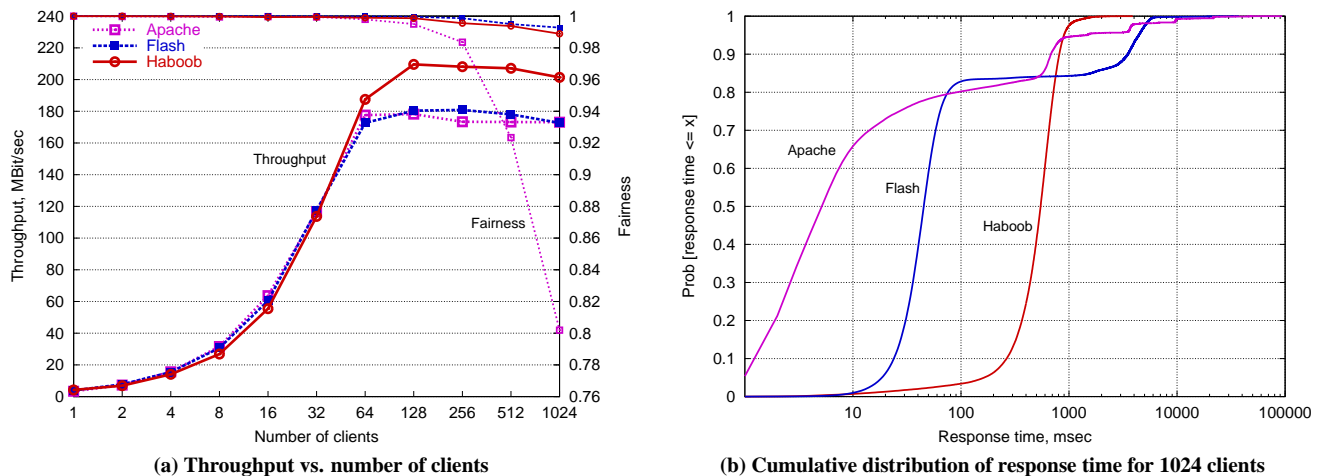 240
220
200
180
160
140
120
100
80
60
40
20
0
Throughput, MBit/sec
1
0.98
0.96
0.94
0.92
0.9
0.88
0.86
0.84
0.82
0.8
0.78
0.76
Fairness
Apache
Flash
Haboob
Throughput
Fairness
1 2 4 8 16 32 64 128 256 512 1024
Number of clients
(a) Throughput vs. number of clients
1
0.9
0.8
0.7
0.6
0.5
0.4
0.3
0.2
0.1
0
Prob [response time <= x]
Apache
Flash
Haboob
10 100 1000 10000 100000
Response time, msec
(b) Cumulative distribution of response time for 1024 clients